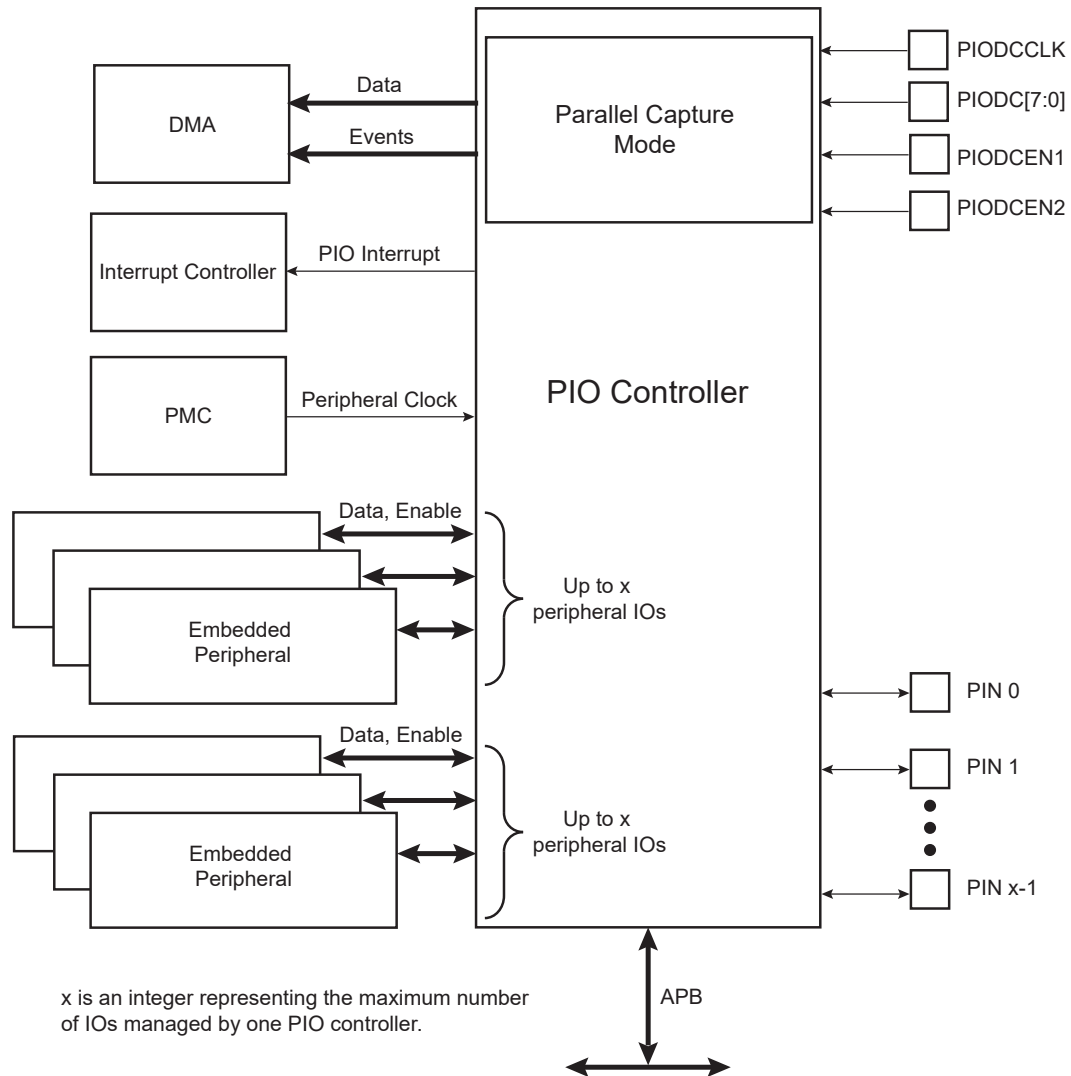 PIODCCLK
Data
PIODC[7:0]
DMA
Parallel Capture
Mode
Events
PIODCEN1
PIODCEN2
PIO Interrupt
Interrupt Controller
PIO Controller
Peripheral Clock
PMC
Data, Enable
Up to x
peripheral IOs
Embedded
Peripheral
PIN 0
Data, Enable
PIN 1
Up to x
peripheral IOs
Embedded
Peripheral
PIN x-1
x is an integer representing the maximum number
of IOs managed by one PIO controller.
APB